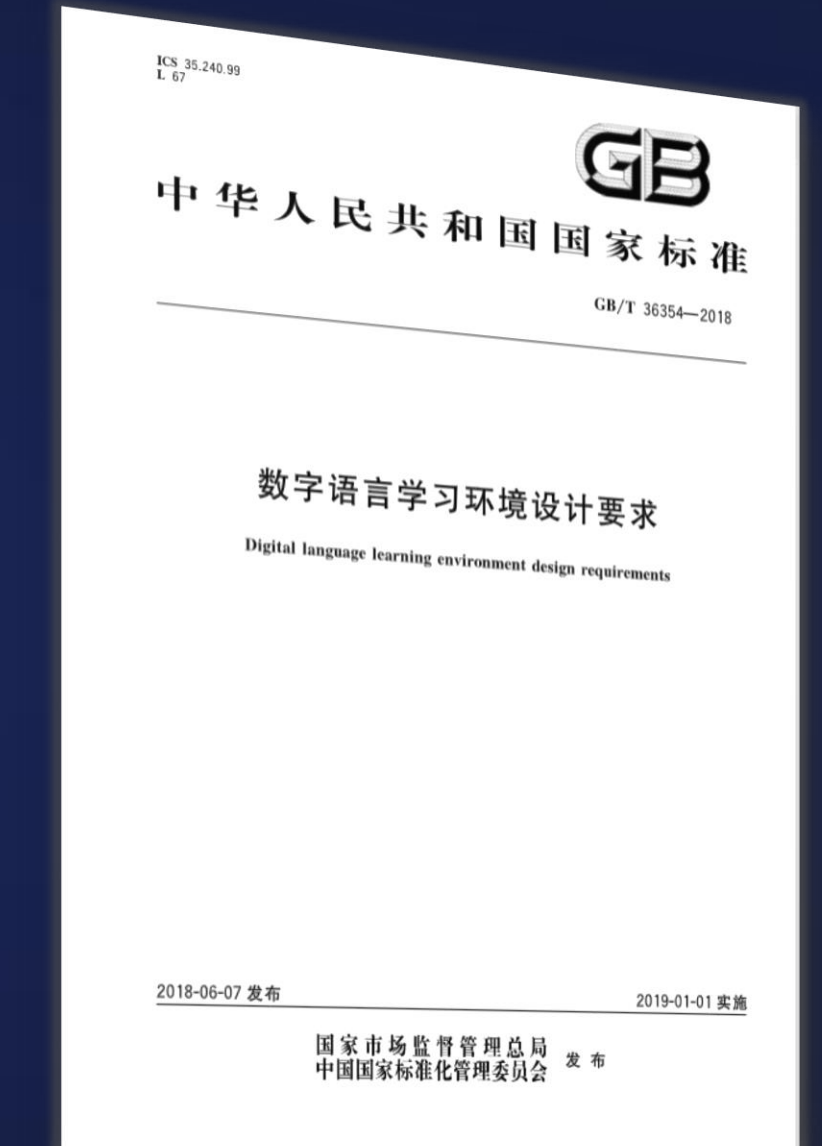 ICS 35.240.99
L 67
GB
中华人民共和国国家标准
GB/T 36354—2018
数字语言学习环境设计要求
Digital language learning environment design requirements
2018-06-07 发布
2019-01-01 实施
国家市场监督管理总局
中国国家标准化管理委员会
发布